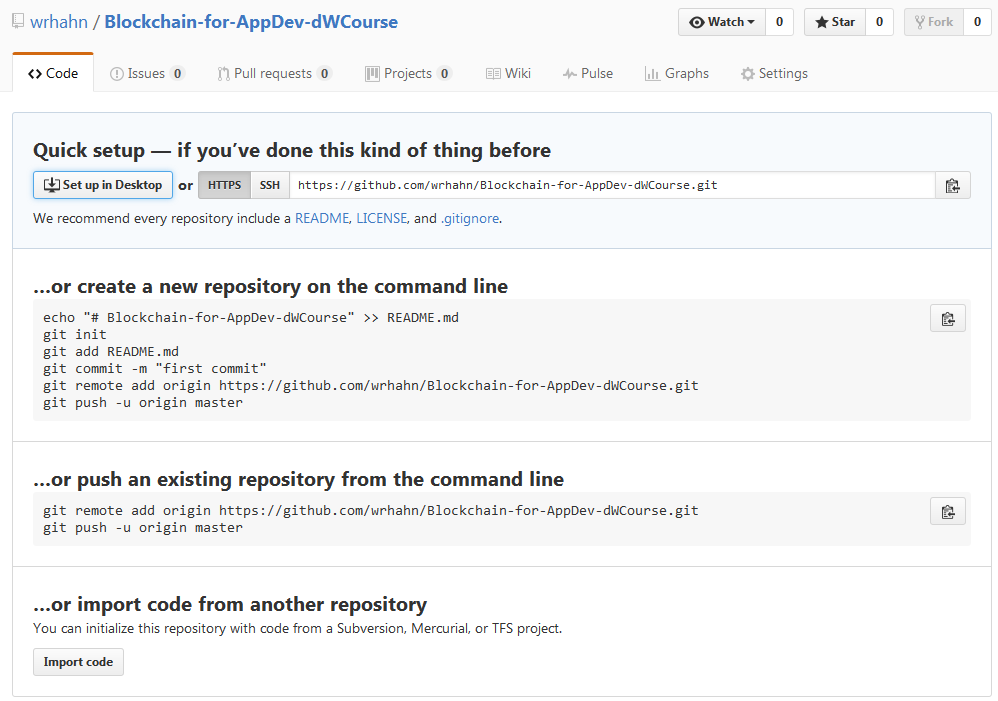 wrhahn / Blockchain-for-AppDev-dWCourse
Watch 0 Star 0 Fork 0
Code Issues 0 Pull requests 0 Projects 0 Wiki Pulse Graphs Settings
Quick setup — if you’ve done this kind of thing before
Set up in Desktop or HTTPS SSH https://github.com/wrhahn/Blockchain-for-AppDev-dWCourse.git
We recommend every repository include a README, LICENSE, and .gitignore.
…or create a new repository on the command line
echo "# Blockchain-for-AppDev-dWCourse" >> README.md
git init
git add README.md
git commit -m "first commit"
git remote add origin https://github.com/wrhahn/Blockchain-for-AppDev-dWCourse.git
git push -u origin master
…or push an existing repository from the command line
git remote add origin https://github.com/wrhahn/Blockchain-for-AppDev-dWCourse.git
git push -u origin master
…or import code from another repository
You can initialize this repository with code from a Subversion, Mercurial, or TFS project.
Import code